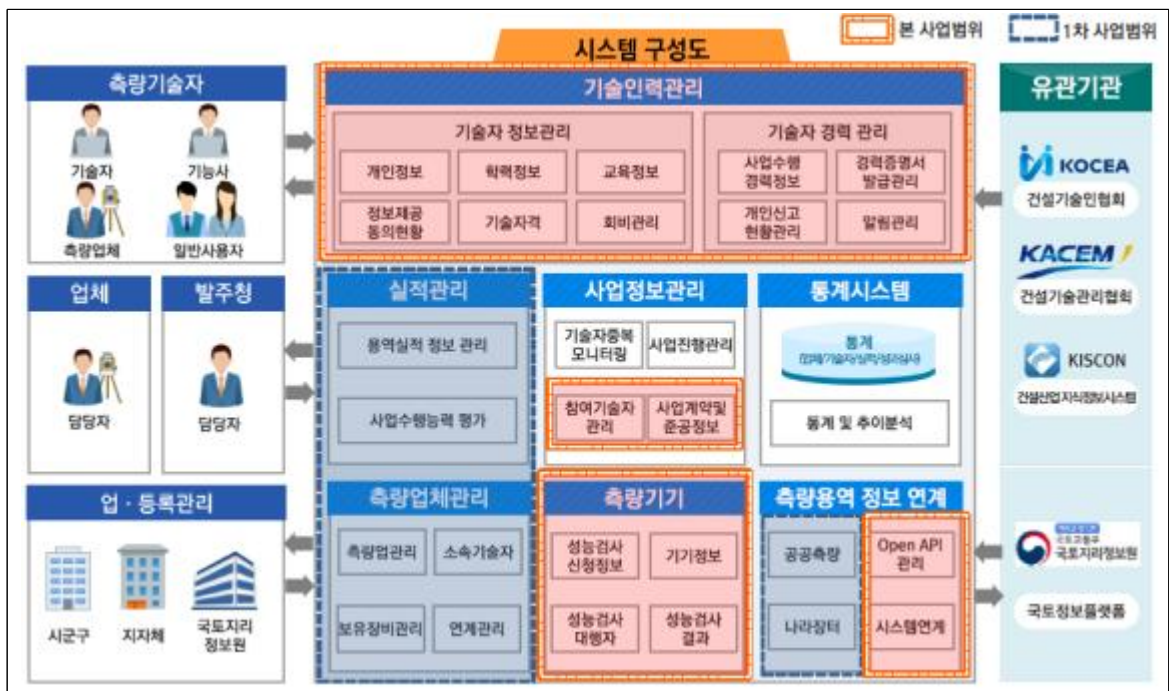 본 사업범위
1차 사업범위
시스템 구성도
측량기술자
기술자
기능사
측량업체
일반사용자
업체
담당자
발주청
담당자
업 · 등록관리
시군구
지자체
국토지리
정보원
기술인력관리
기술자 정보관리
개인정보
학력정보
교육정보
정보제공
동의현황
기술자격
회비관리
기술자 경력 관리
사업수행
경력정보
경력증명서
발급관리
개인신고
현황관리
알림관리
실적관리
용역실적 정보 관리
사업수행능력 평가
사업정보관리
기술자중복
모니터링
사업진행관리
참여기술자
관리
사업계약및
준공정보
통계시스템
통계
(업체/기술자/실적/성과심사)
통계 및 추이분석
측량업체관리
측량업관리
소속기술자
보유장비관리
연계관리
측량기기
성능검사
신청정보
기기정보
성능검사
대행자
성능검사
결과
측량용역 정보 연계
공공측량
나라장터
Open API
관리
시스템연계
유관기관
KOCEA
건설기술인협회
KACEM
건설기술관리협회
KISCON
건설산업지식정보시스템
국토교통부
국토지리정보원
국토정보플랫폼